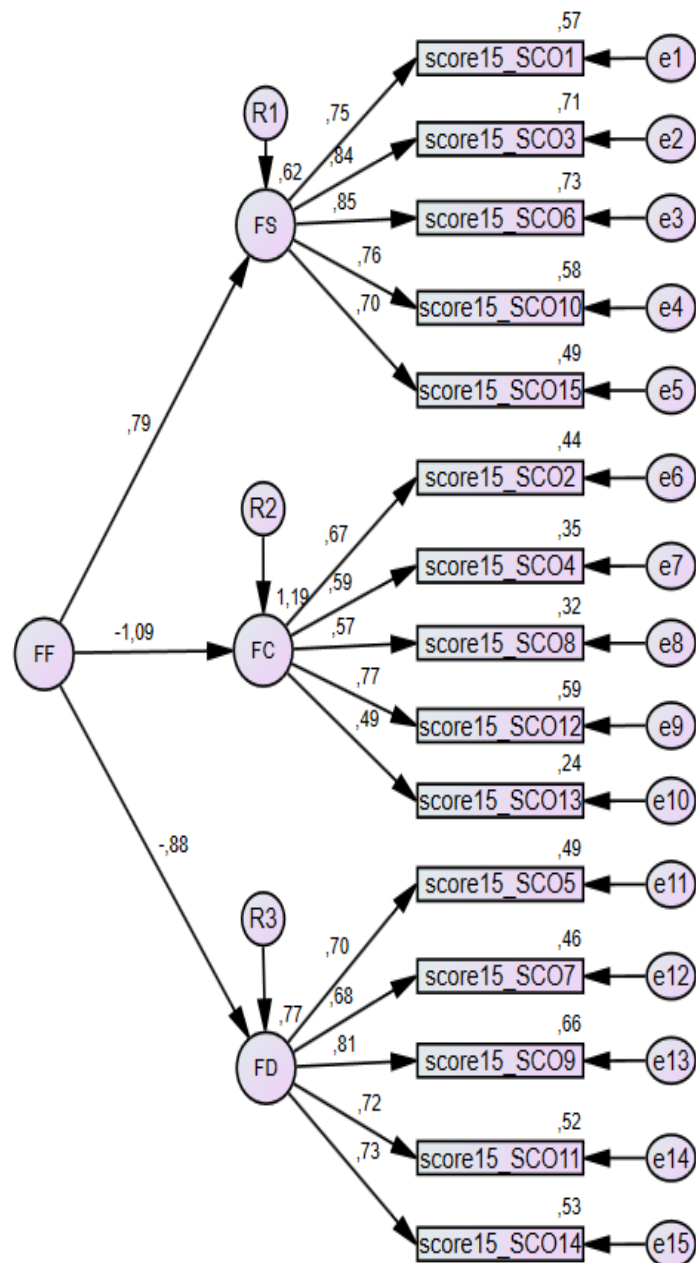 ,57
score15_SCO1
e1
R1
,75
,71
score15_SCO3
e2
,62
,84
,73
FS
,85
score15_SCO6
e3
,76
,58
score15_SCO10
e4
,70
,49
score15_SCO15
e5
,79
,44
score15_SCO2
e6
R2
,67
,35
score15_SCO4
e7
1,19
,59
,32
FF
-1,09
FC
,57
score15_SCO8
e8
,77
,59
score15_SCO12
e9
,49
,24
score15_SCO13
e10
-,88
,49
score15_SCO5
e11
R3
,70
,46
score15_SCO7
e12
,77
,68
,66
FD
,81
score15_SCO9
e13
,72
,52
score15_SCO11
e14
,73
,53
score15_SCO14
e15